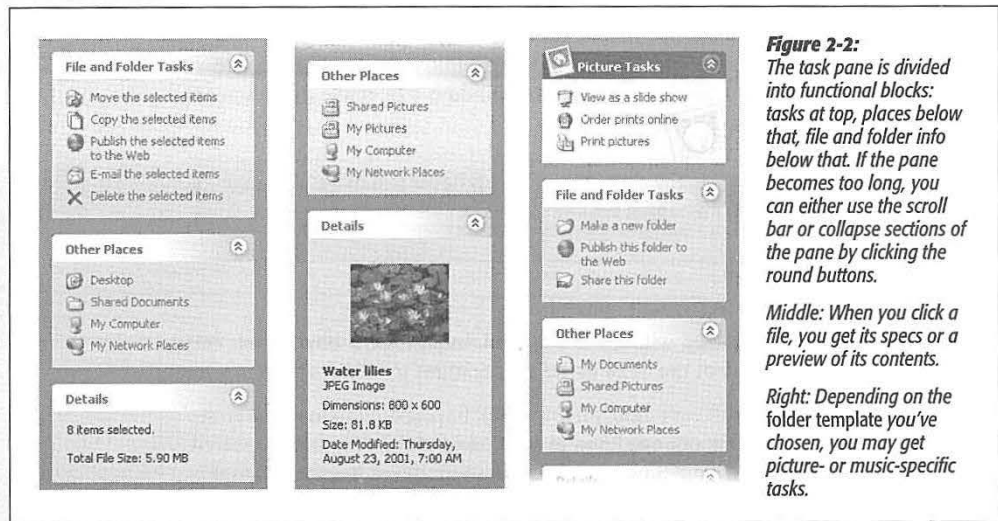 File and Folder Tasks
Move the selected items
Copy the selected items
Publish the selected items
to the Web
E-mail the selected items
Delete the selected items
Other Places
Desktop
Shared Documents
My Computer
My Network Places
Details
8 items selected.
Total File Size: 5.90 MB
Other Places
Shared Pictures
My Pictures
My Computer
My Network Places
Details
Water lilies
JPEG Image
Dimensions: 800 x 600
Size: 81.8 KB
Date Modified: Thursday,
August 23, 2001, 7:00 AM
Picture Tasks
View as a slide show
Order prints online
Print pictures
File and Folder Tasks
Make a new folder
Publish this folder to
the Web
Share this folder
Other Places
My Documents
Shared Pictures
My Computer
My Network Places
Details
Figure 2-2:
The task pane is divided
into functional blocks:
tasks at top, places below
that, file and folder info
below that. If the pane
becomes too long, you
can either use the scroll
bar or collapse sections of
the pane by clicking the
round buttons.
Middle: When you click a
file, you get its specs or a
preview of its contents.
Right: Depending on the
folder template you've
chosen, you may get
picture- or music-specific
tasks.